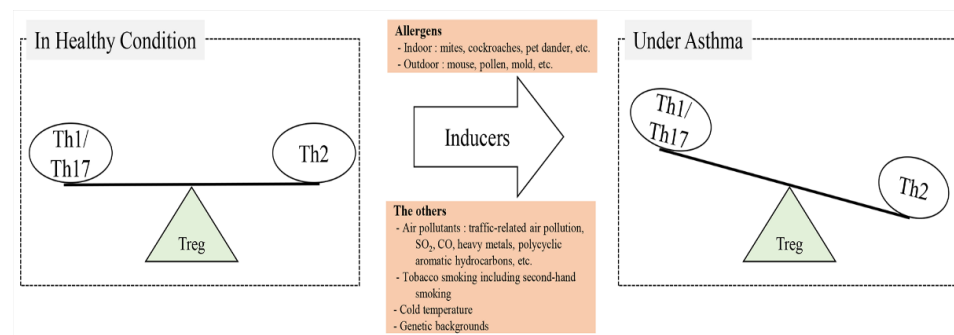 In Healthy Condition
Th1/
Th17
Th2
Treg
Allergens
- Indoor : mites, cockroaches, pet dander, etc.
- Outdoor : mouse, pollen, mold, etc.
Inducers
The others
- Air pollutants : traffic-related air pollution,
SO₂, CO, heavy metals, polycyclic
aromatic hydrocarbons, etc.
- Tobacco smoking including second-hand
smoking
- Cold temperature
- Genetic backgrounds
Under Asthma
Th1/
Th17
Th2
Treg